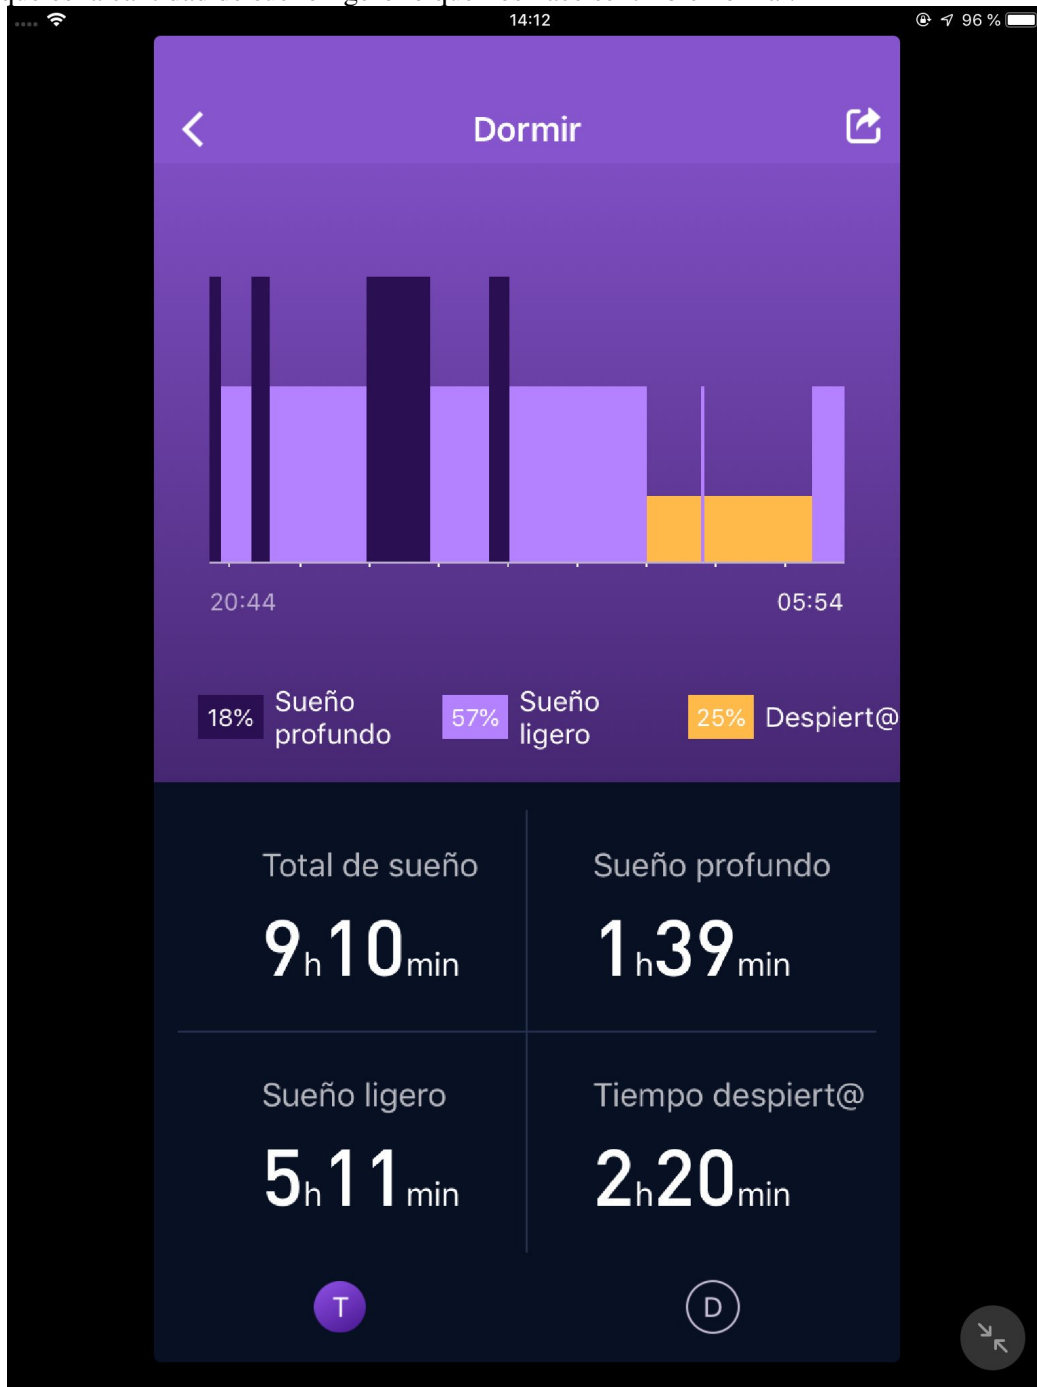 14:12
96 %
Dormir
20:44
05:54
18%
Sueño
profundo
57%
Sueño
ligero
25%
Despiert@
Total de sueño
Sueño profundo
9h10min
1h39min
Sueño ligero
Tiempo despiert@
5h11min
2h20min
T
D